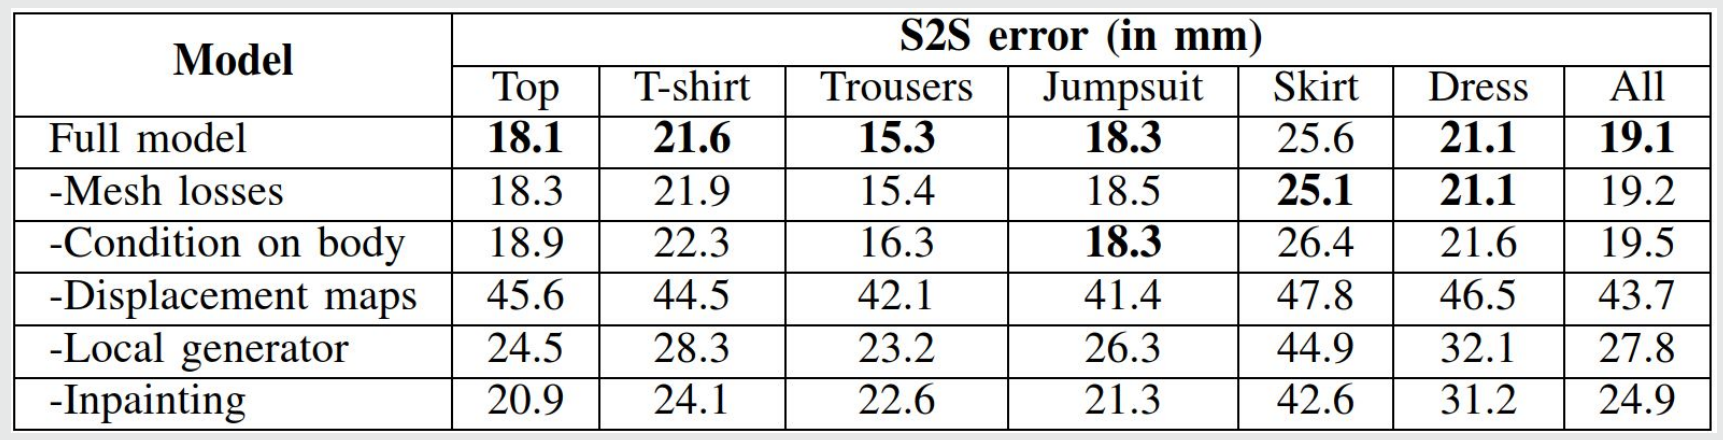 Model S2S error (in mm)
Top T-shirt Trousers Jumpsuit Skirt Dress All
Full model 18.1 21.6 15.3 18.3 25.6 21.1 19.1
-Mesh losses 18.3 21.9 15.4 18.5 25.1 21.1 19.2
-Condition on body 18.9 22.3 16.3 18.3 26.4 21.6 19.5
-Displacement maps 45.6 44.5 42.1 41.4 47.8 46.5 43.7
-Local generator 24.5 28.3 23.2 26.3 44.9 32.1 27.8
-Inpainting 20.9 24.1 22.6 21.3 42.6 31.2 24.9